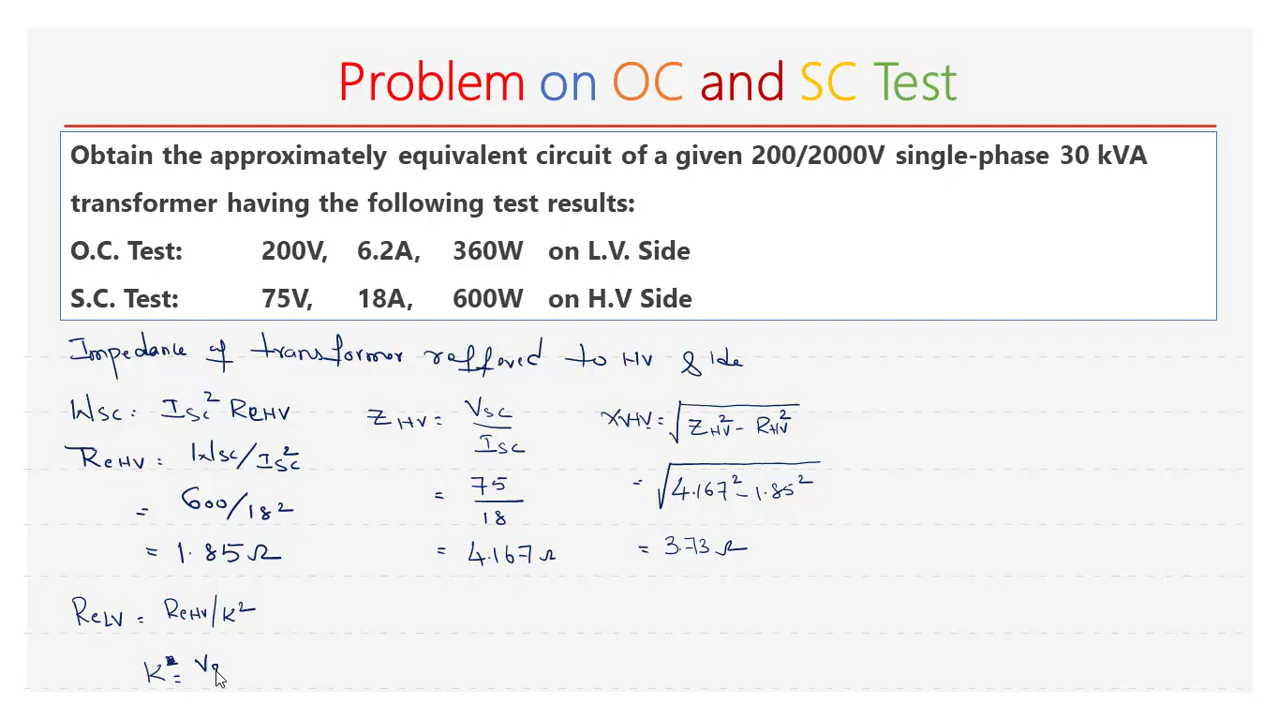 Problem on OC and SC Test
Obtain the approximately equivalent circuit of a given 200/2000V single-phase 30 kVA
transformer having the following test results:
O.C. Test: 200V, 6.2A, 360W on L.V. Side
S.C. Test: 75V, 18A, 600W on H.V Side
Impedance of transformer reffered to HV side
Wsc = Isc² ReHV
ReHV = Wsc/Isc²
= 600/18²
= 1.85Ω
ZHV = Vsc/Isc
= 75/18
= 4.167Ω
XHV = √ZHV² - RHV²
= √4.167² - 1.85²
= 3.73Ω
ReLV = ReHV/K²
K =